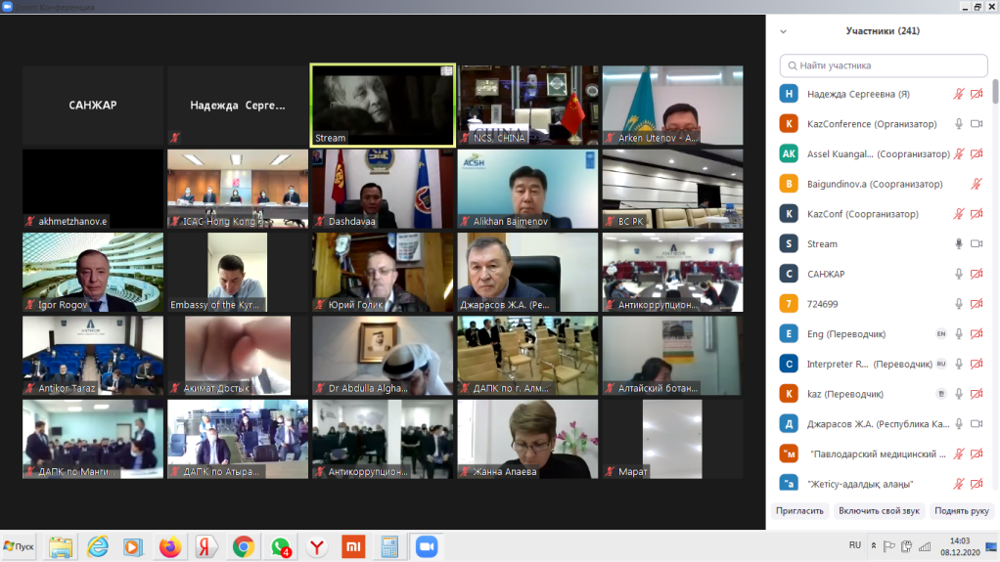 Zoom Конференция
САНЖАР
Надежда Серге...
Stream
CHINA
NCS, CHINA
Arken Utenov - A...
akhmetzhanov.e
ICAC Hong Kong
Dashdavaa
ACSH
Alikhan Baimenov
ВС РК
Igor Rogov
Embassy of the Kyr...
Юрий Голик
Джарасов Ж.А. (Ре...
ANTIKOR
Антикоррупцион...
ANTIKOR
Antikor Taraz
Акимат Достык
Dr Abdulla Algha...
ДАПК по г. Алм...
Алтайский ботан...
ДАПК по Манги...
ДАПК по Атыра...
Антикоррупцион...
Жанна Апаева
Марат
Участники (241)
Найти участника
Н Надежда Сергеевна (Я)
K KazConference (Организатор)
AK Assel Kuangal... (Соорганизатор)
B Baigundinov.a (Соорганизатор)
K KazConf (Соорганизатор)
S Stream
С САНЖАР
7 724699
E Eng (Переводчик) EN
C Interpreter R... (Переводчик) RU
K kaz (Переводчик)
Д Джарасов Ж.А. (Республика Ка...
"м "Павлодарский медицинский ...
"а "Жетісу-адалдық алаңы"
Пригласить Включить свой звук Поднять руку
Пуск
Я
4
Y
mi
RU
14:03
08.12.2020